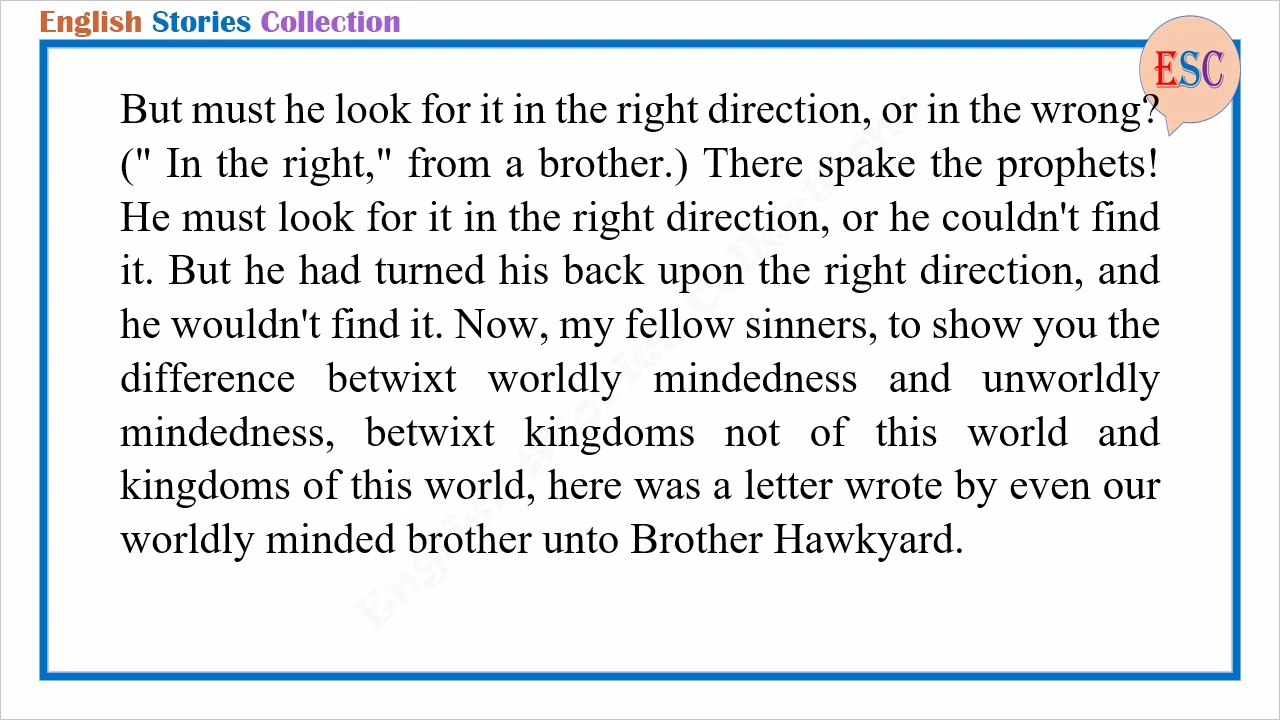 English Stories Collection
ESC
But must he look for it in the right direction, or in the wrong?
(" In the right," from a brother.) There spake the prophets!
He must look for it in the right direction, or he couldn't find
it. But he had turned his back upon the right direction, and
he wouldn't find it. Now, my fellow sinners, to show you the
difference betwixt worldly mindedness and unworldly
mindedness, betwixt kingdoms not of this world and
kingdoms of this world, here was a letter wrote by even our
worldly minded brother unto Brother Hawkyard.
English Stories Collection